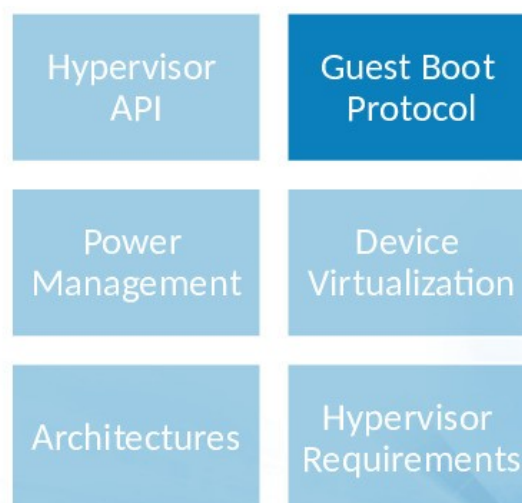 Hypervisor
API
Guest Boot
Protocol
Power
Management
Device
Virtualization
Architectures
Hypervisor
Requirements